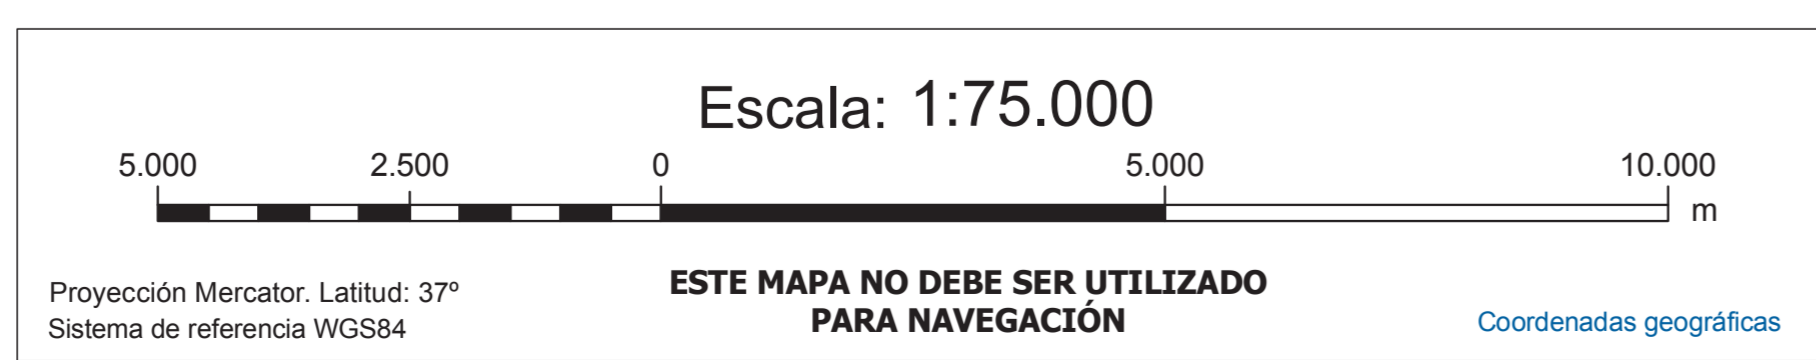 Escala: 1:75.000
5.000 2.500 0 5.000 10.000
m
Proyección Mercator. Latitud: 37º
Sistema de referencia WGS84
ESTE MAPA NO DEBE SER UTILIZADO
PARA NAVEGACIÓN
Coordenadas geográficas